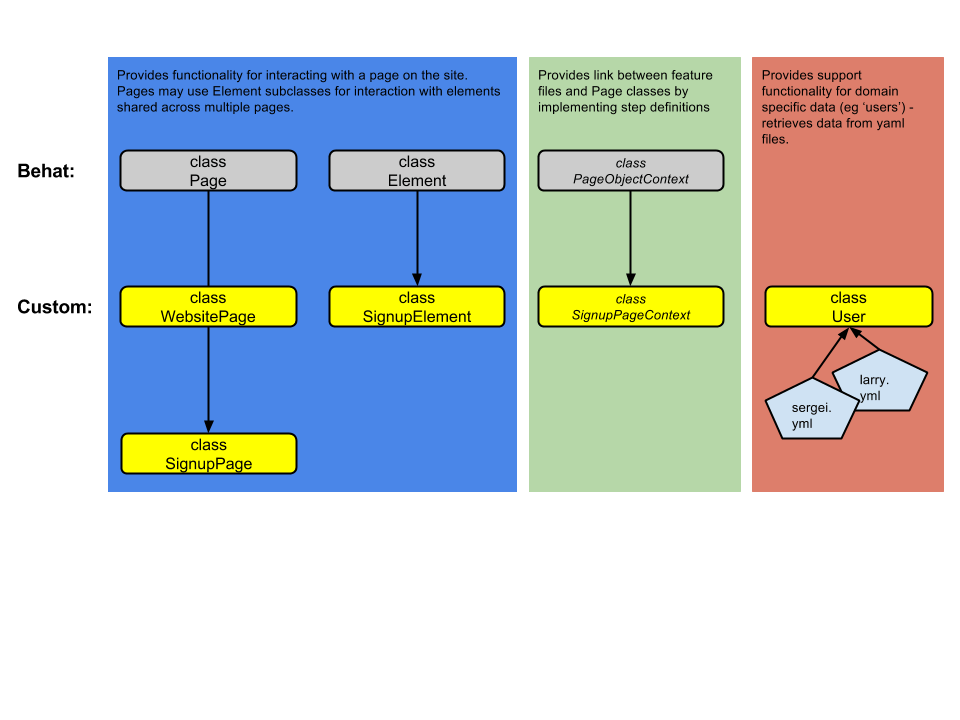 Provides functionality for interacting with a page on the site.
Pages may use Element subclasses for interaction with elements
shared across multiple pages.
Provides link between feature
files and Page classes by
implementing step definitions
Provides support
functionality for domain
specific data (eg ‘users’) -
retrieves data from yaml
files.
Behat:
class
Page
class
Element
class
PageObjectContext
Custom:
class
WebsitePage
class
SignupElement
class
SignupPageContext
class
User
larry.
yml
sergei.
yml
class
SignupPage